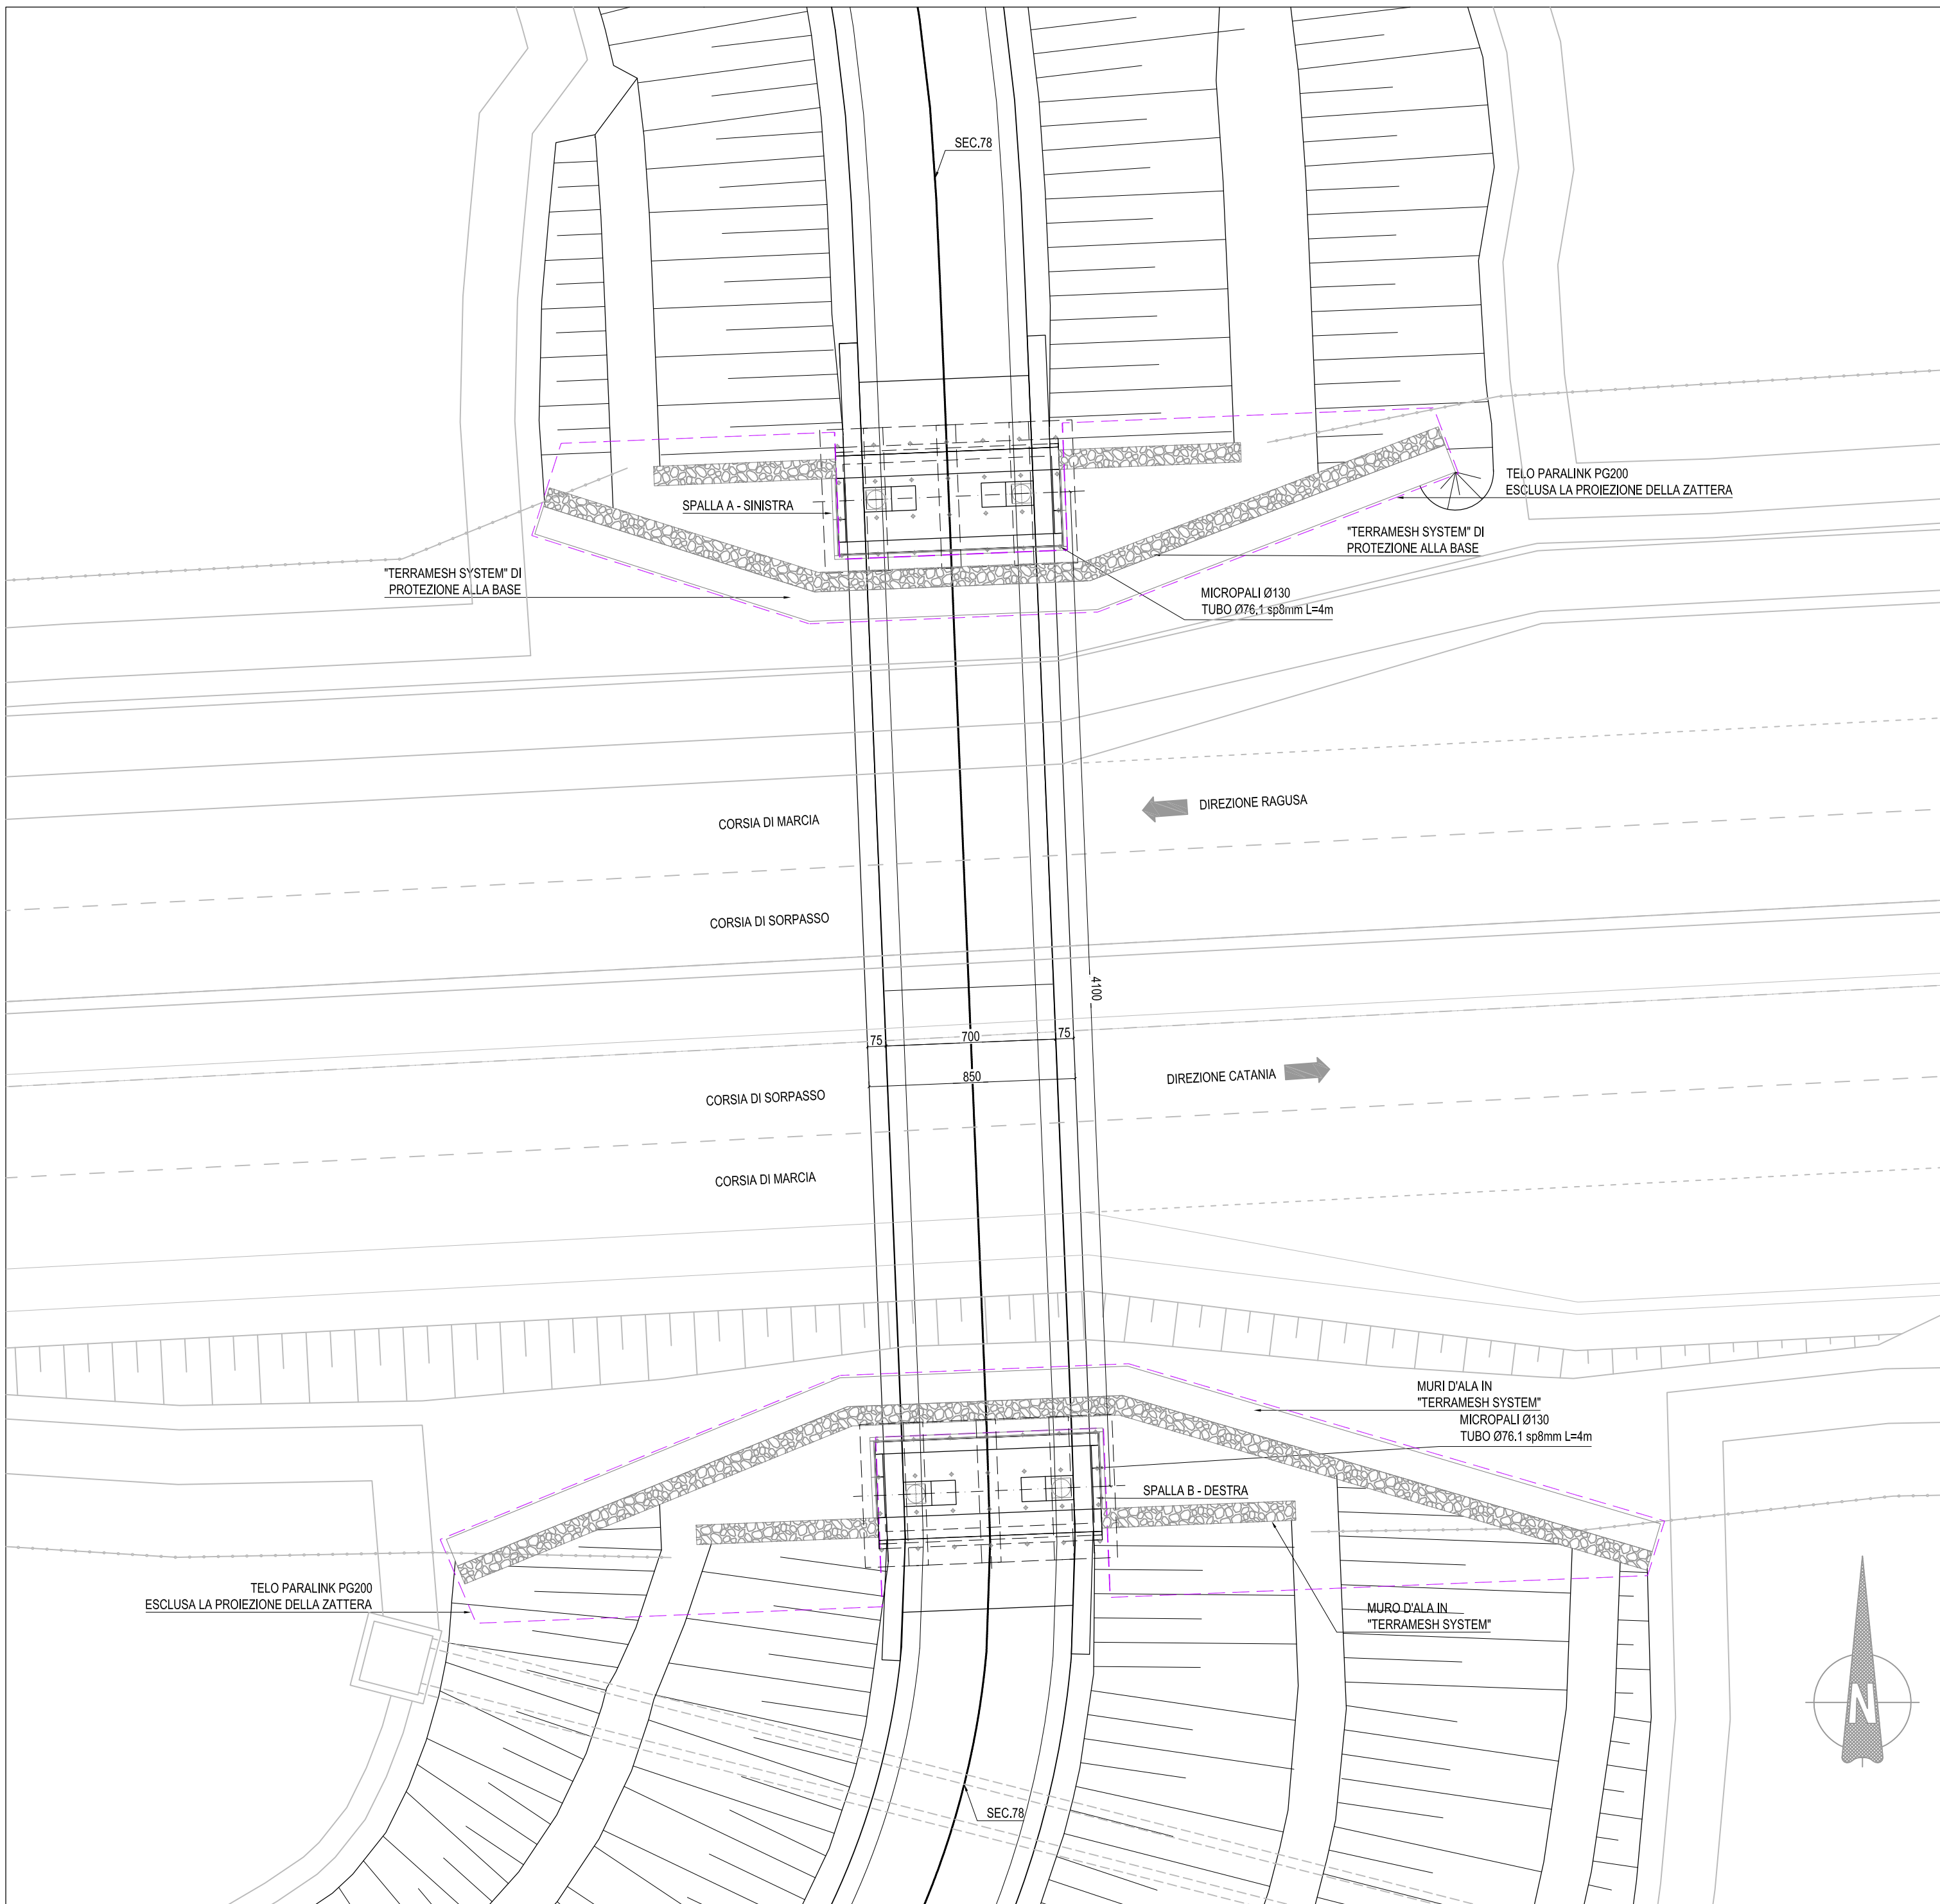 SEC.78
TELO PARALINK PG200
ESCLUSA LA PROIEZIONE DELLA ZATTERA
SPALLA A - SINISTRA
"TERRAMESH SYSTEM" DI
PROTEZIONE ALLA BASE
"TERRAMESH SYSTEM" DI
PROTEZIONE ALLA BASE
MICROPALI Ø130
TUBO Ø76,1 sp8mm L=4m
DIREZIONE RAGUSA
CORSIA DI MARCIA
CORSIA DI SORPASSO
4100
75
700
75
850
DIREZIONE CATANIA
CORSIA DI SORPASSO
CORSIA DI MARCIA
MURI D'ALA IN
"TERRAMESH SYSTEM"
MICROPALI Ø130
TUBO Ø76.1 sp8mm L=4m
SPALLA B - DESTRA
TELO PARALINK PG200
ESCLUSA LA PROIEZIONE DELLA ZATTERA
MURO D'ALA IN
"TERRAMESH SYSTEM"
N
SEC.78